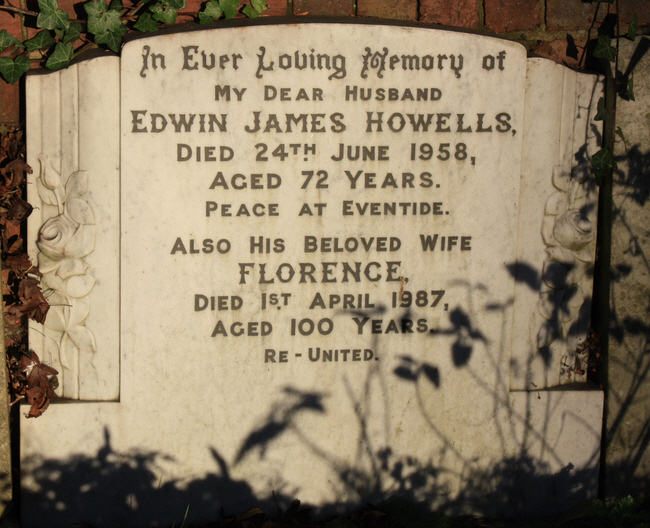 In Ever Loving Memory of
My Dear Husband
Edwin James Howells,
Died 24th June 1958,
Aged 72 Years.
Peace at Eventide.
Also His Beloved Wife
FLORENCE,
Died 1st April 1987,
Aged 100 Years.
Re-United.